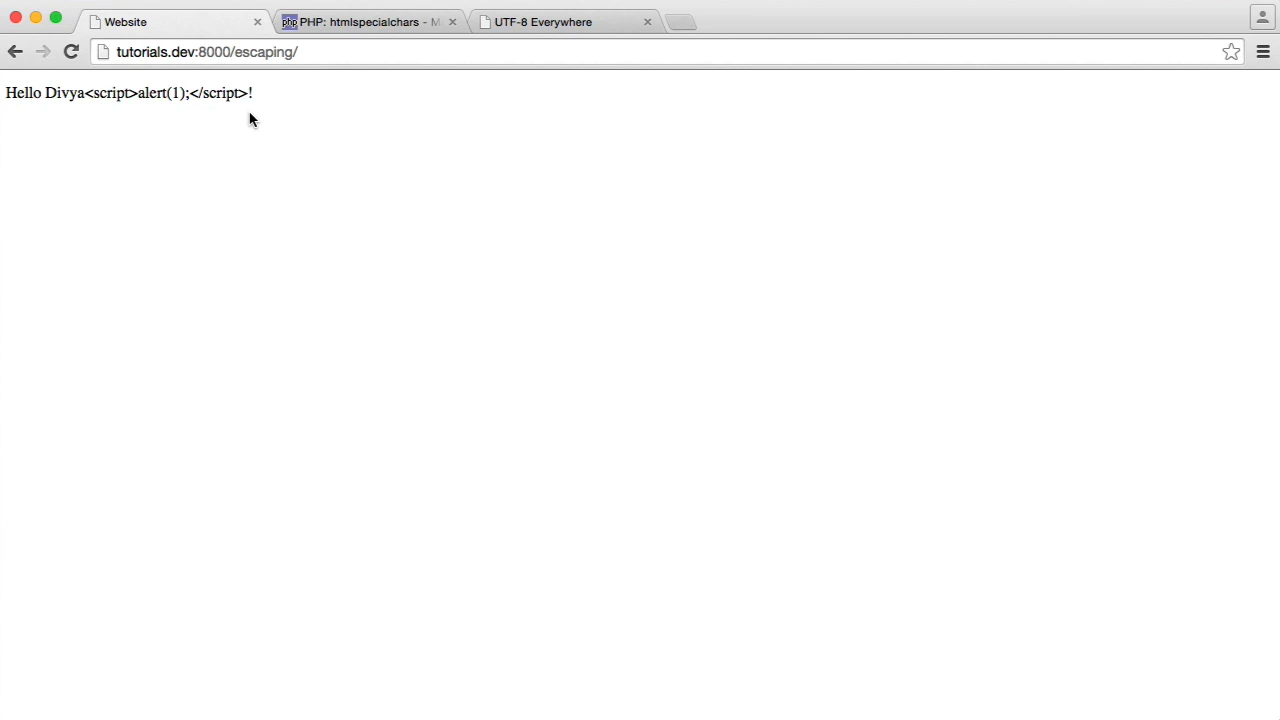 Website
PHP: htmlspecialchars - M
UTF-8 Everywhere
tutorials.dev:8000/escaping/
Hello Divya<script>alert(1);</script>!